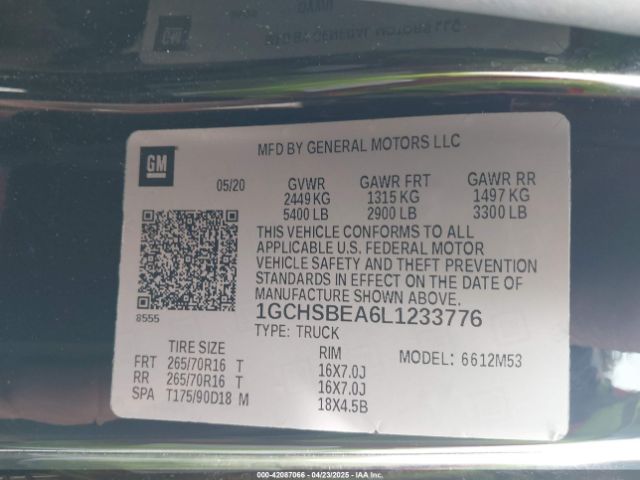 GM
MFD BY GENERAL MOTORS LLC
05/20 GVWR GAWR FRT GAWR RR
2449 KG 1315 KG 1497 KG
5400 LB 2900 LB 3300 LB
THIS VEHICLE CONFORMS TO ALL
APPLICABLE U.S. FEDERAL MOTOR
VEHICLE SAFETY AND THEFT PREVENTION
STANDARDS IN EFFECT ON THE DATE OF
MANUFACTURE SHOWN ABOVE.
8555 1GCHSBEA6L1233776
TYPE: TRUCK
TIRE SIZE RIM MODEL: 6612M53
FRT 265/70R16 T 16X7.0J
RR 265/70R16 T 16X7.0J
SPA T175/90D18 M 18X4.5B
000-42087066 - 04/23/2025 - IAAI.COM